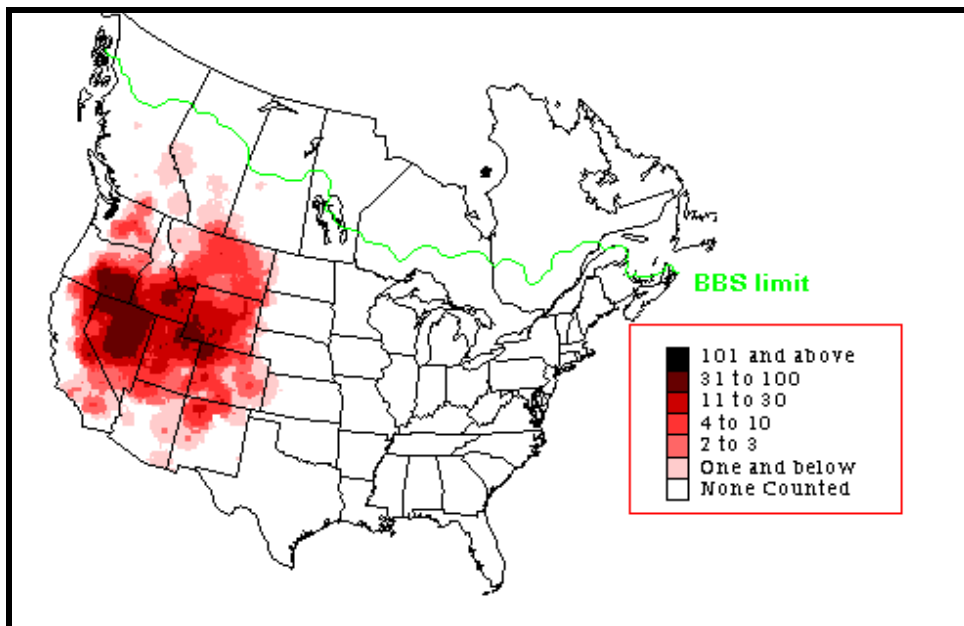 BBS limit
101 and above
31 to 100
11 to 30
4 to 10
2 to 3
One and below
None Counted